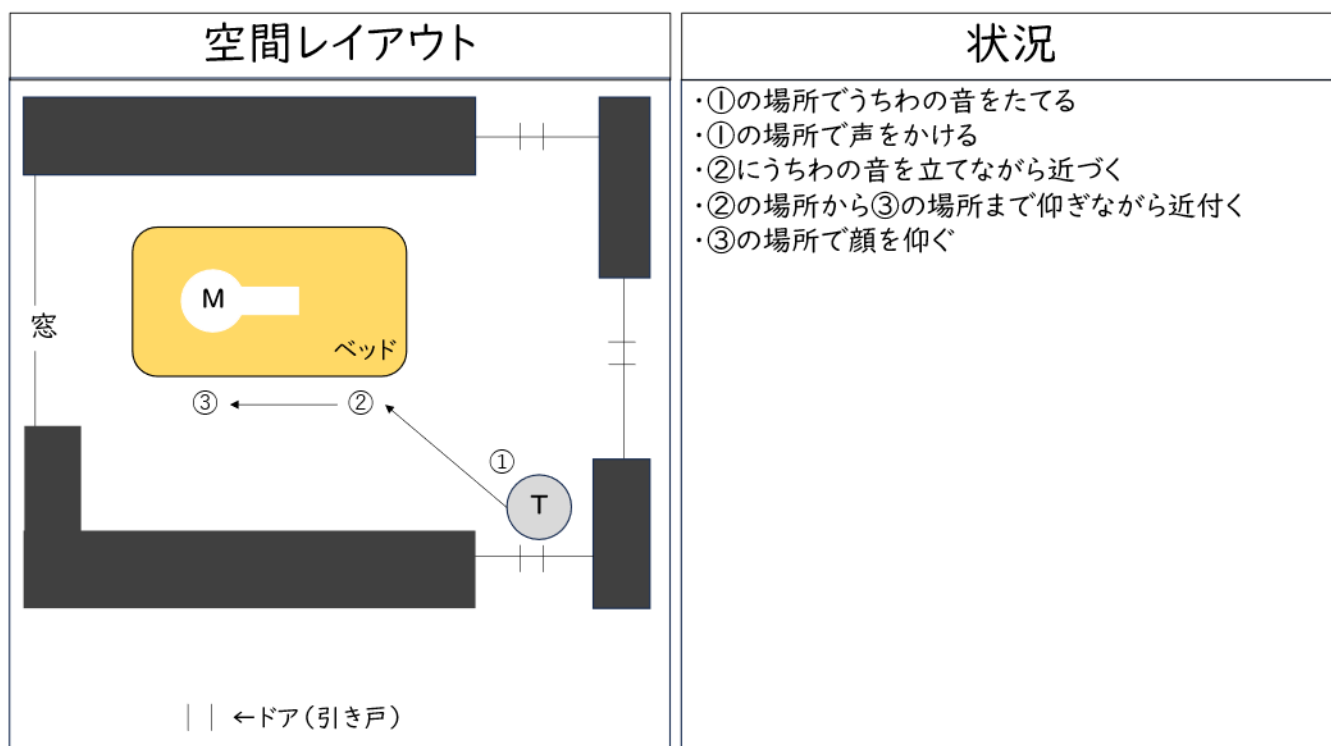 空間レイアウト
窓
M
ベッド
③
②
①
T
←ドア(引き戸)
状況
・①の場所でうちわの音をたてる
・①の場所で声をかける
・②にうちわの音を立てながら近づく
・②の場所から③の場所まで仰ぎながら近付く
・③の場所で顔を仰ぐ